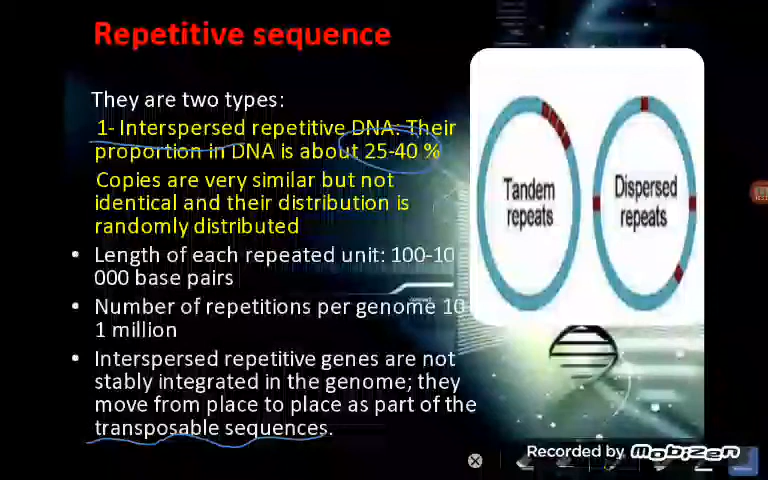 Repetitive sequence
They are two types:
1- Interspersed repetitive DNA: Their
proportion in DNA is about 25-40 %
Copies are very similar but not
identical and their distribution is
randomly distributed
• Length of each repeated unit: 100-10
000 base pairs
• Number of repetitions per genome 10
1 million
• Interspersed repetitive genes are not
stably integrated in the genome; they
move from place to place as part of the
transposable sequences.
Tandem
repeats
Dispersed
repeats
Recorded by MOBIZEN